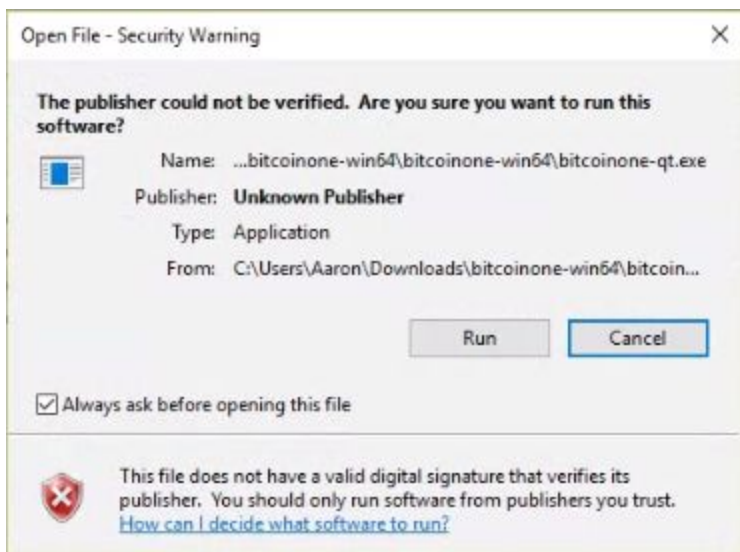 Open File - Security Warning
The publisher could not be verified. Are you sure you want to run this
software?
Name: ...bitcoinone-win64\bitcoinone-win64\bitcoinone-qt.exe
Publisher: Unknown Publisher
Type: Application
From: C:\Users\Aaron\Downloads\bitcoinone-win64\bitcoin...
Run Cancel
Always ask before opening this file
This file does not have a valid digital signature that verifies its
publisher. You should only run software from publishers you trust.
How can I decide what software to run?